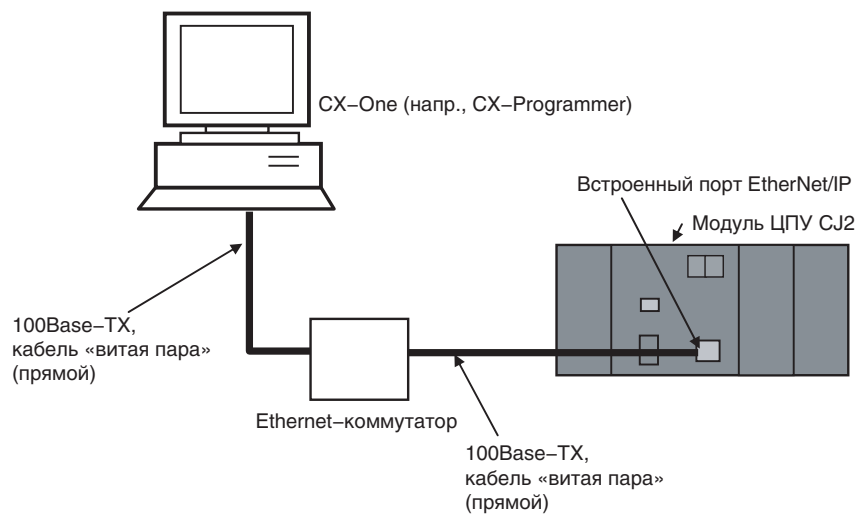 CX–One (напр., CX–Programmer)
Встроенный порт EtherNet/IP
Модуль ЦПУ CJ2
100Base–TX,
кабель «витая пара»
(прямой)
Ethernet–коммутатор
100Base–TX,
кабель «витая пара»
(прямой)